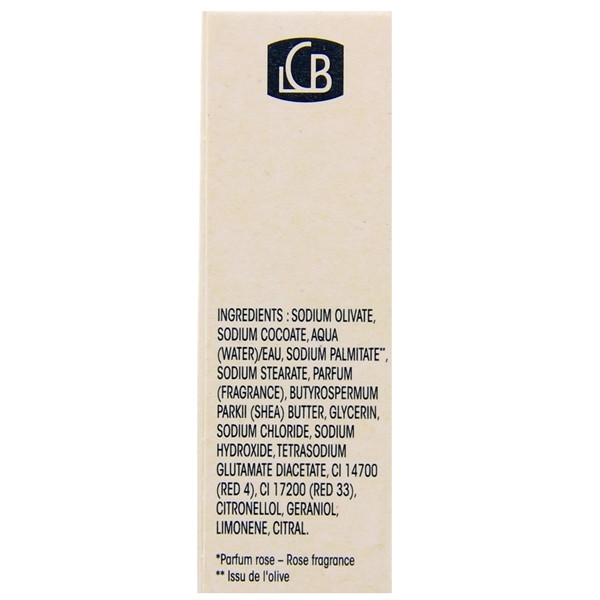 LCB
INGREDIENTS : SODIUM OLIVATE,
SODIUM COCOATE, AQUA
(WATER)/EAU, SODIUM PALMITATE**,
SODIUM STEARATE, PARFUM
(FRAGRANCE), BUTYROSPERMUM
PARKII (SHEA) BUTTER, GLYCERIN,
SODIUM CHLORIDE, SODIUM
HYDROXIDE, TETRASODIUM
GLUTAMATE DIACETATE, CI 14700
(RED 4), CI 17200 (RED 33),
CITRONELLOL, GERANIOL,
LIMONENE, CITRAL.
*Parfum rose – Rose fragrance
** Issu de l'olive